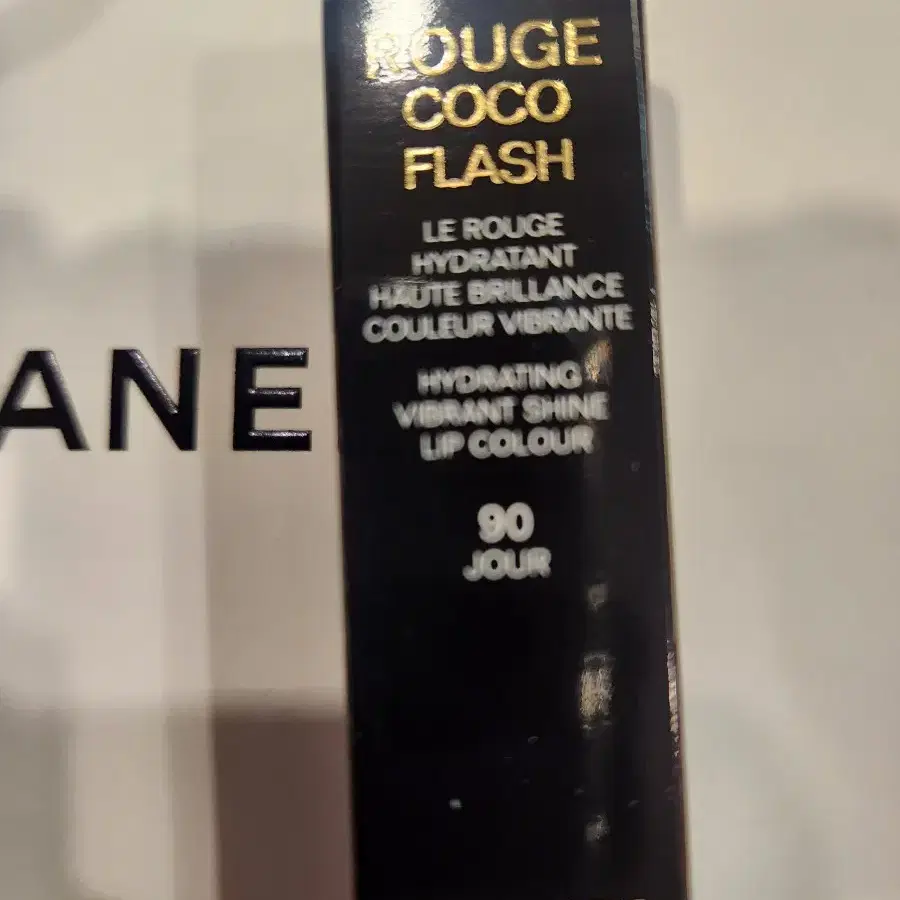 ROUGE
COCO
FLASH
LE ROUGE
HYDRATANT
HAUTE BRILLANCE
COULEUR VIBRANTE
HYDRATING
VIBRANT SHINE
LIP COLOUR
90
JOUR
ANE